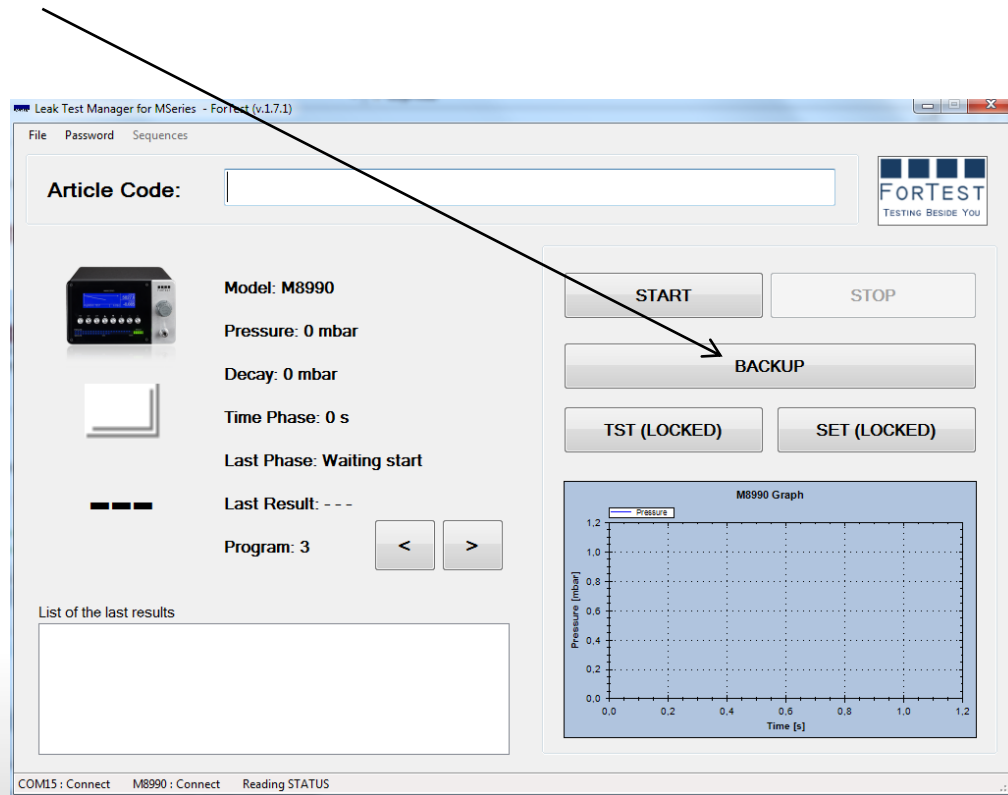 Leak Test Manager for MSeries - ForTest (v.1.7.1)
File Password Sequences
Article Code:
FORTEST
TESTING BESIDE YOU
Model: M8990
Pressure: 0 mbar
Decay: 0 mbar
Time Phase: 0 s
Last Phase: Waiting start
Last Result: - - -
Program: 3
< >
List of the last results
START STOP
BACKUP
TST (LOCKED) SET (LOCKED)
M8990 Graph
Pressure
Pressure [mbar]
1,2
1,0
0,8
0,6
0,4
0,2
0,0
0,0 0,2 0,4 0,6 0,8 1,0 1,2
Time [s]
COM15 : Connect M8990 : Connect Reading STATUS